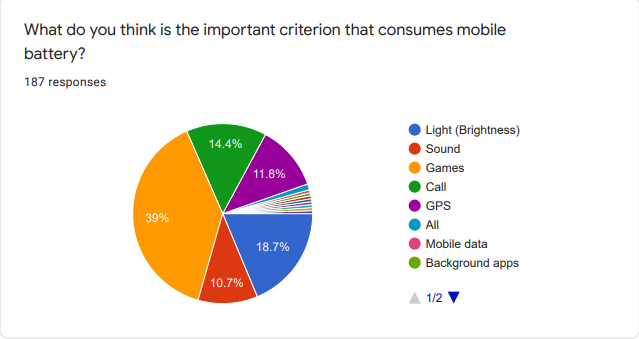 What do you think is the important criterion that consumes mobile
battery?
187 responses
14.4%
11.8%
39%
18.7%
10.7%
Light (Brightness)
Sound
Games
Call
GPS
All
Mobile data
Background apps
1/2